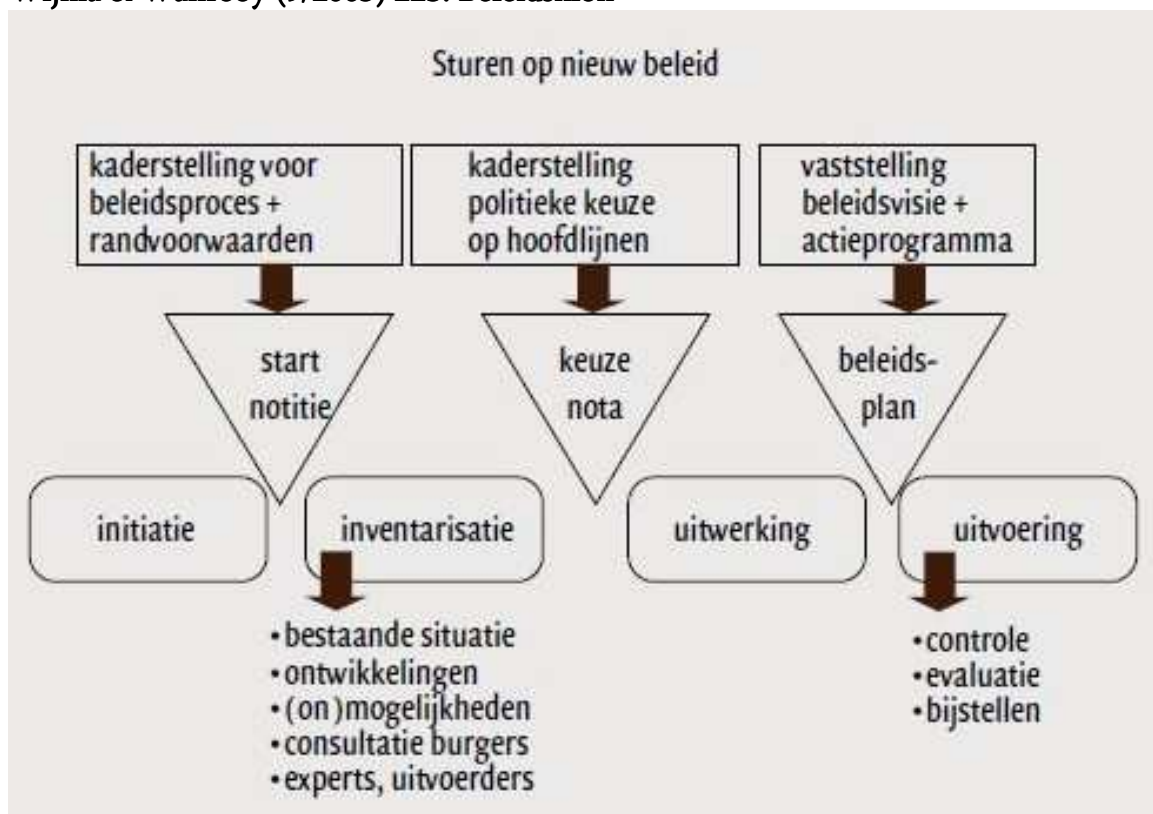 Sturen op nieuw beleid
kaderstelling voor
beleidsproces +
randvoorwaarden
kaderstelling
politieke keuze
op hoofdlijnen
vaststelling
beleidsvisie +
actieprogramma
start
notitie
keuze
nota
beleids-
plan
initiatie
inventarisatie
uitwerking
uitvoering
•bestaande situatie
•ontwikkelingen
•(on)mogelijkheden
•consultatie burgers
•experts, uitvoerders
•controle
•evaluatie
•bijstellen